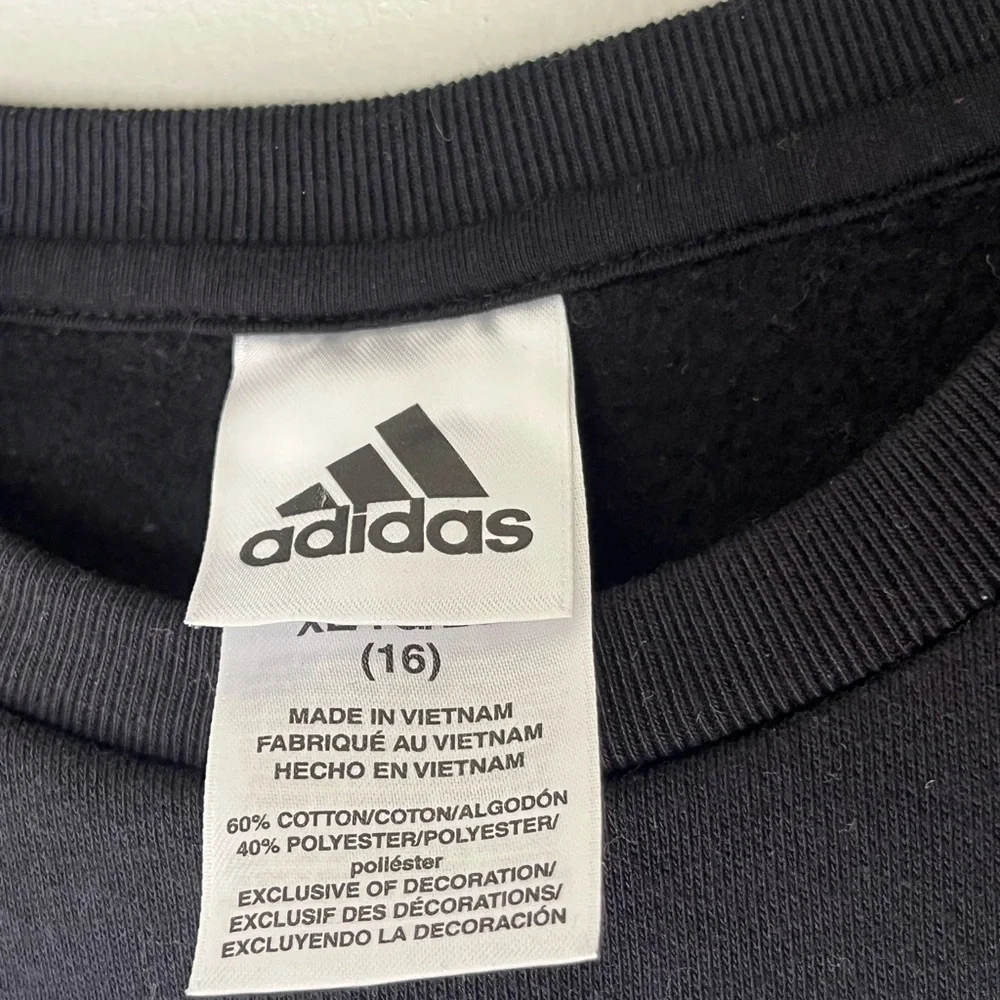 adidas
XL
(16)
MADE IN VIETNAM
FABRIQUÉ AU VIETNAM
HECHO EN VIETNAM
60% COTTON/COTON/ALGODÓN
40% POLYESTER/POLYESTER/
poliéster
EXCLUSIVE OF DECORATION/
EXCLUSIF DES DÉCORATIONS/
EXCLUYENDO LA DECORACIÓN